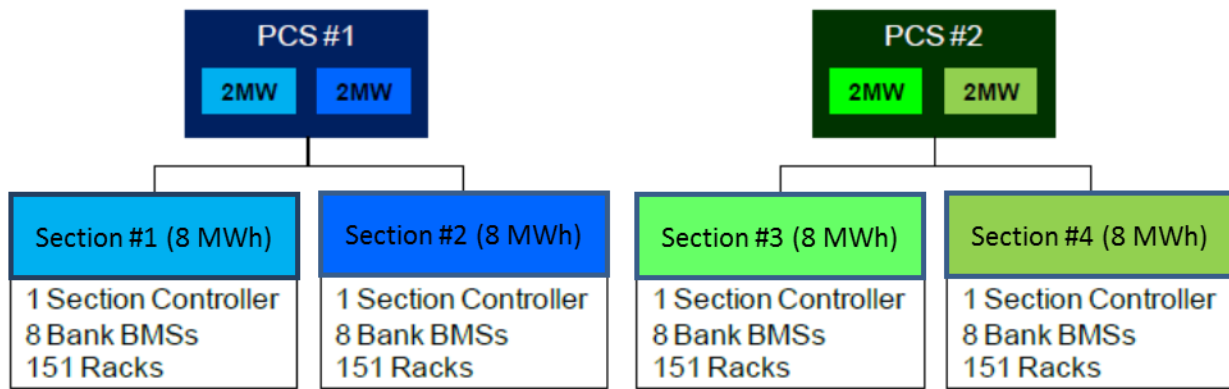 PCS #1
2MW 2MW
PCS #2
2MW 2MW
Section #1 (8 MWh)
1 Section Controller
8 Bank BMSs
151 Racks
Section #2 (8 MWh)
1 Section Controller
8 Bank BMSs
151 Racks
Section #3 (8 MWh)
1 Section Controller
8 Bank BMSs
151 Racks
Section #4 (8 MWh)
1 Section Controller
8 Bank BMSs
151 Racks